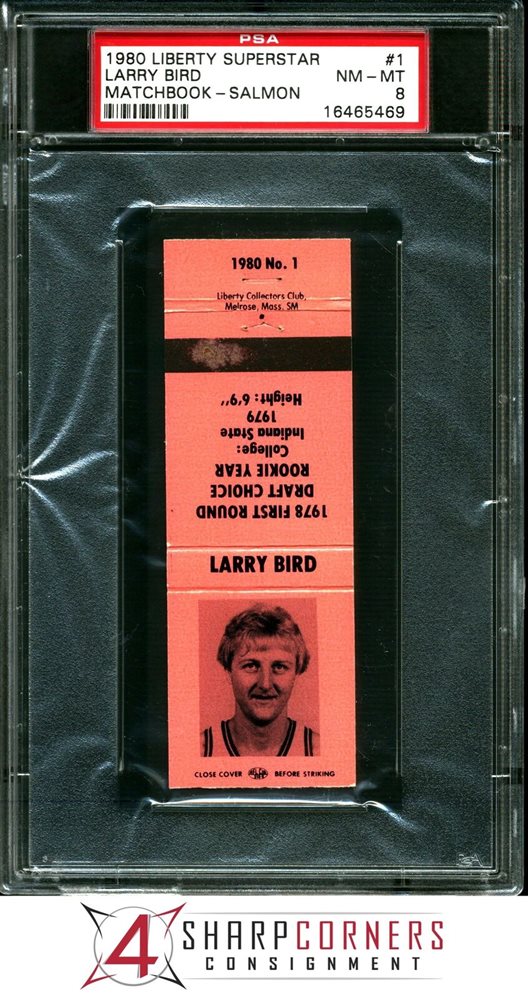 PSA
1980 LIBERTY SUPERSTAR #1
LARRY BIRD NM - MT
MATCHBOOK - SALMON 8
16465469
1980 No. 1
Liberty Collectors Club,
Melrose, Mass. SM
1978 FIRST ROUND
DRAFT CHOICE
ROOKIE YEAR
College:
Indiana State
1979
Height: 6'9"
LARRY BIRD
CLOSE COVER BEFORE STRIKING
PSA
4 SHARPCORNERS
CONSIGNMENT